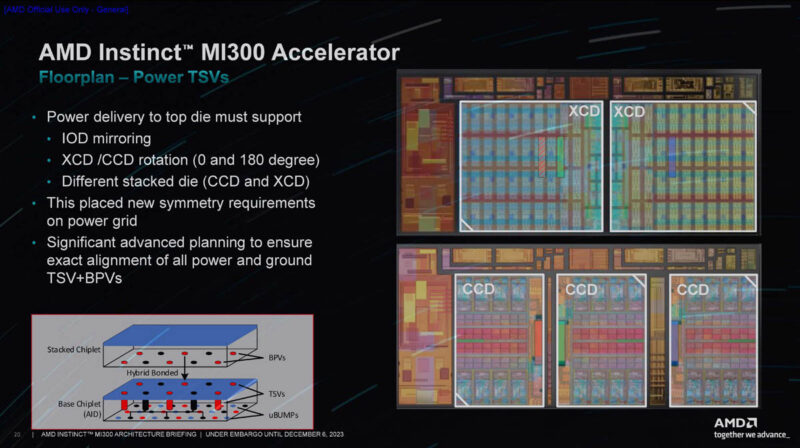 [AMD Official Use Only - General]
AMD Instinct™ MI300 Accelerator
Floorplan – Power TSVs
• Power delivery to top die must support
• IOD mirroring
• XCD /CCD rotation (0 and 180 degree)
• Different stacked die (CCD and XCD)
• This placed new symmetry requirements
on power grid
• Significant advanced planning to ensure
exact alignment of all power and ground
TSV+BPVs
XCD
XCD
CCD
CCD
CCD
Stacked Chiplet
BPVs
Hybrid Bonded
TSVs
Base Chiplet
(AID)
uBUMPs
20 | AMD INSTINCT™ MI300 ARCHITECTURE BRIEFING | UNDER EMBARGO UNTIL DECEMBER 6, 2023
AMD
together we advance_